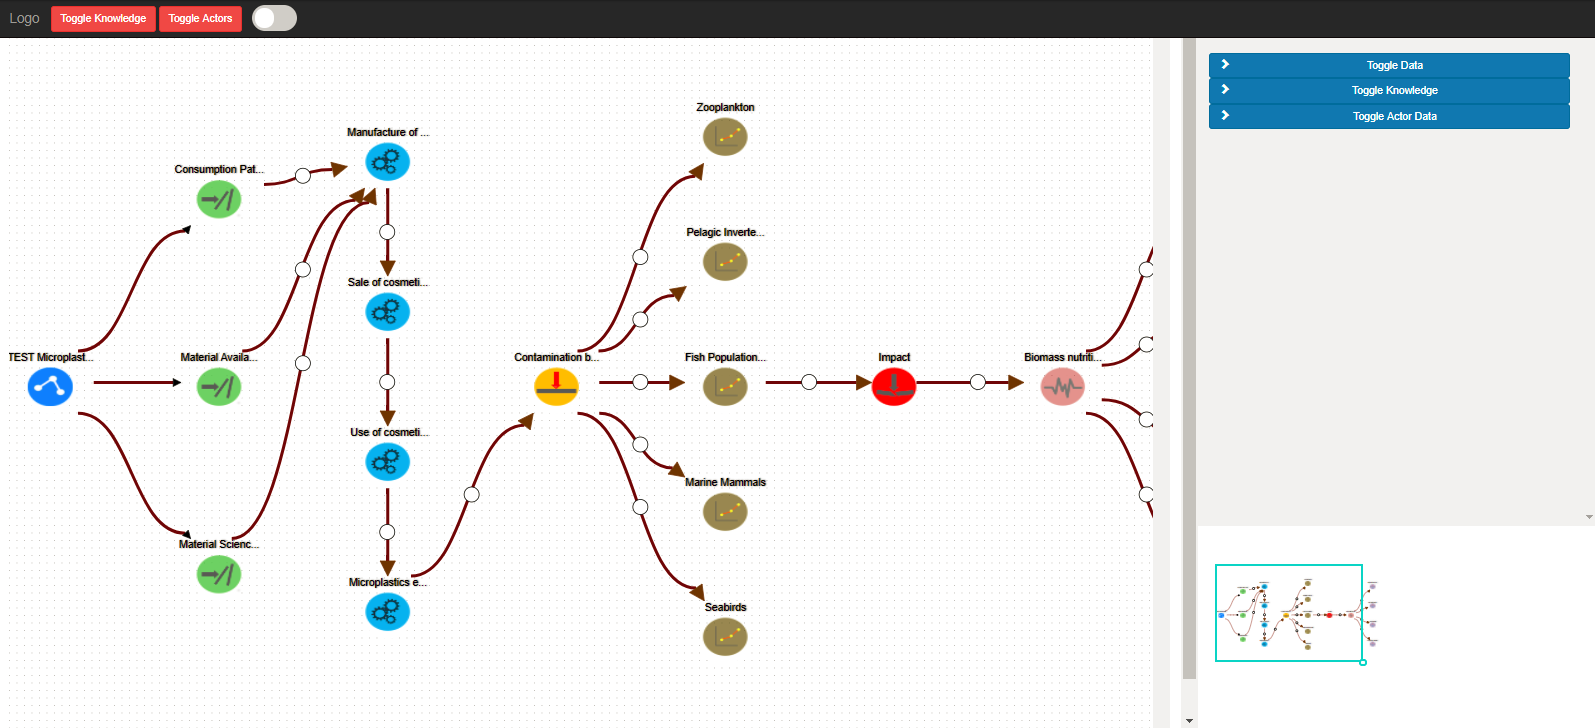 Logo
Toggle Knowledge
Toggle Actors
Toggle Data
Toggle Knowledge
Toggle Actor Data
Zooplankton
Manufacture of ...
Consumption Pat...
Pelagic Inverte...
Sale of cosmeti...
TEST Microplast...
Material Availa...
Contamination b...
Fish Population...
Impact
Biomass nutriti...
Use of cosmeti...
Marine Mammals
Material Scienc...
Microplastics e...
Seabirds